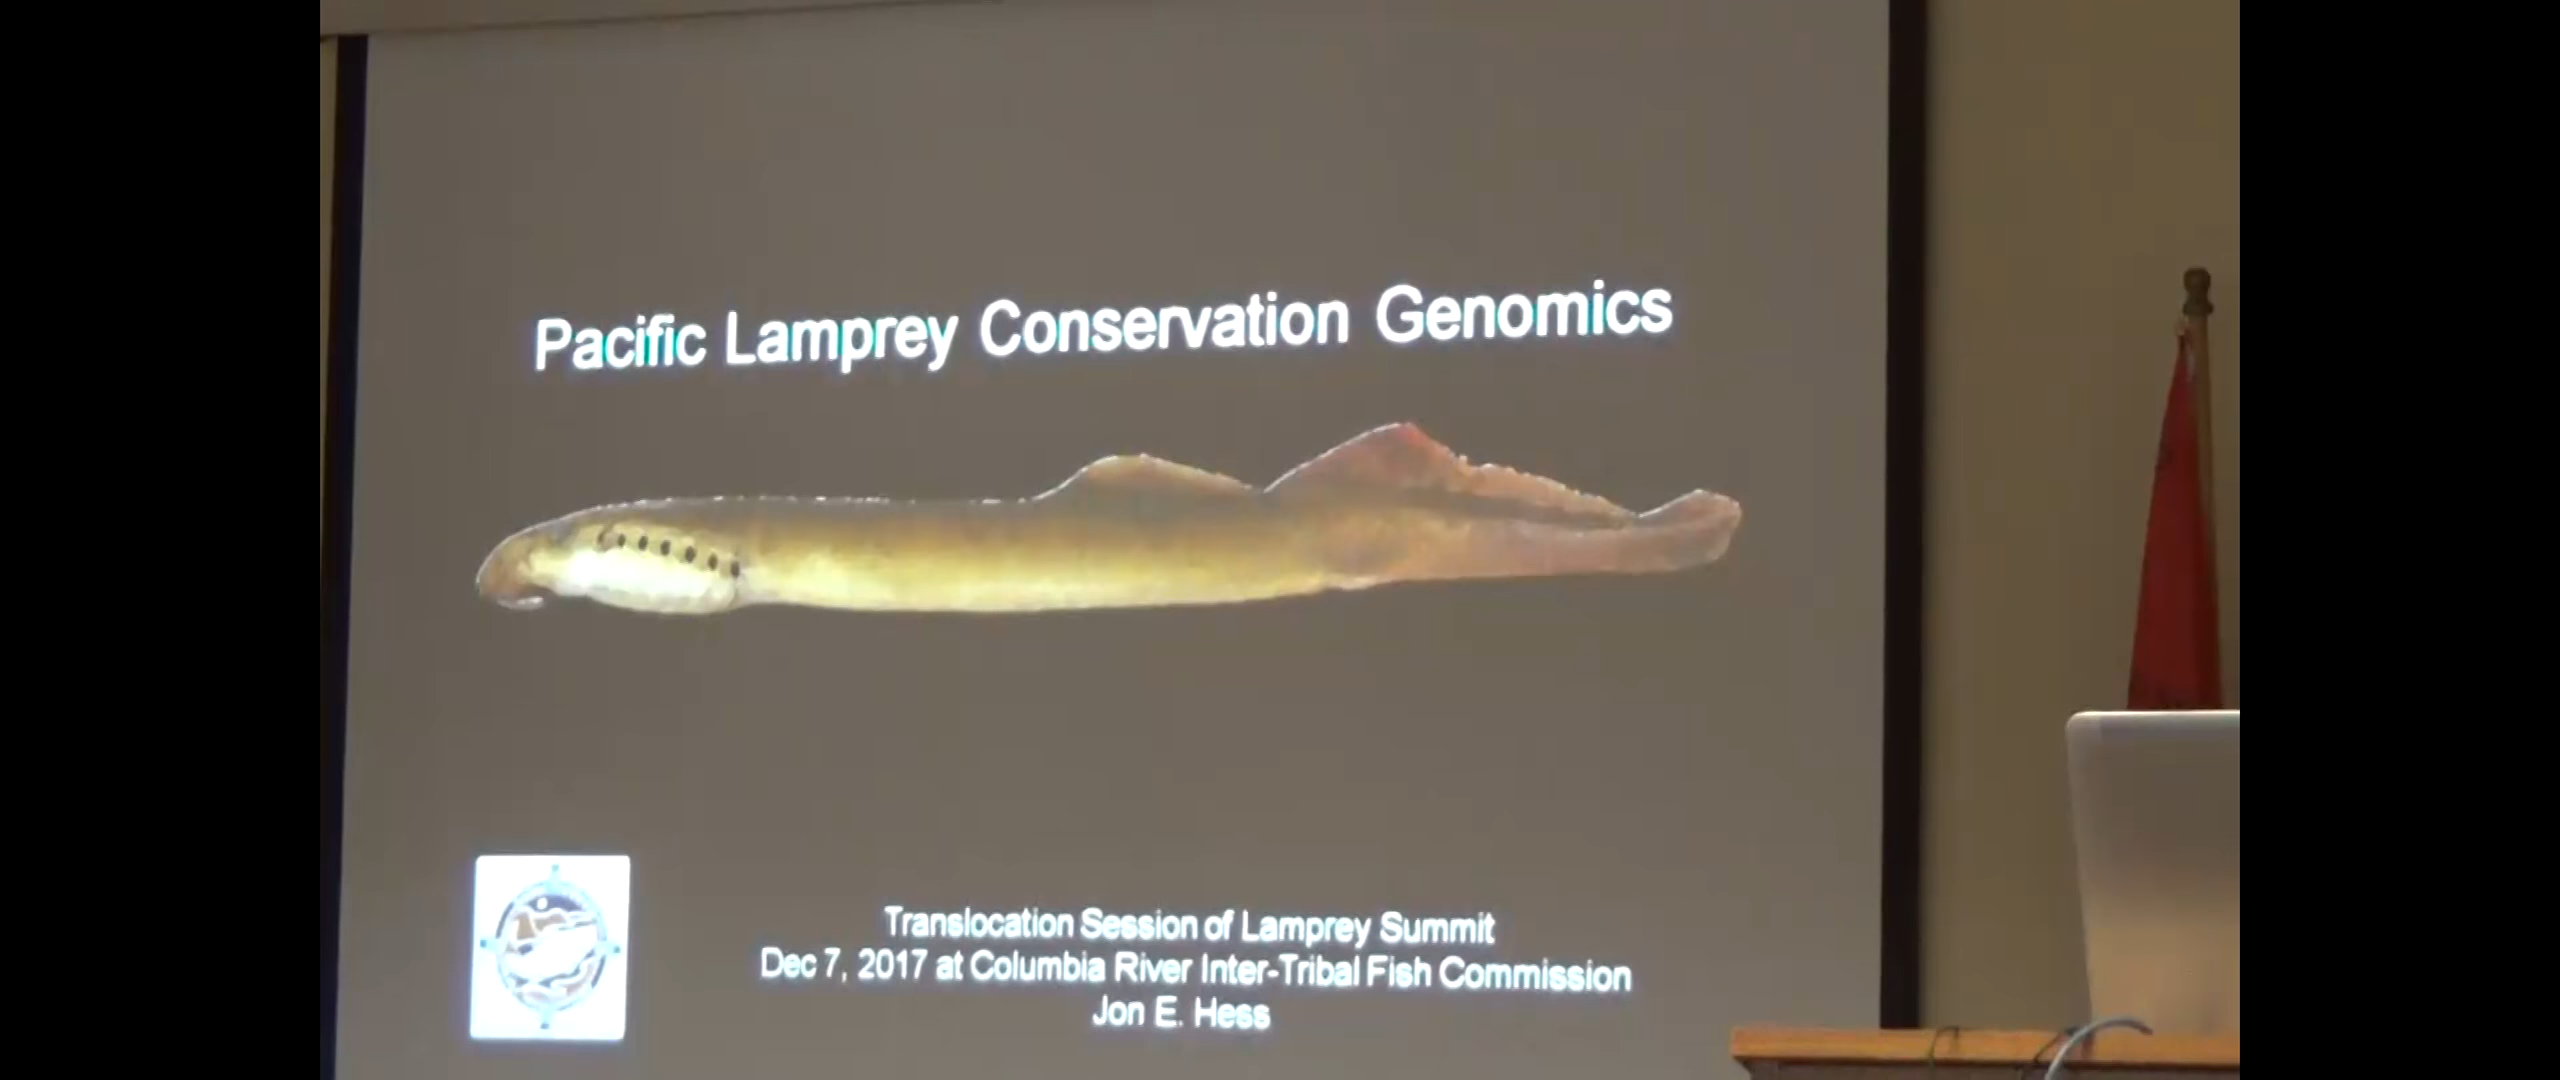 Pacific Lamprey Conservation Genomics
Translocation Session of Lamprey Summit
Dec 7, 2017 at Columbia River Inter-Tribal Fish Commission
Jon E. Hess